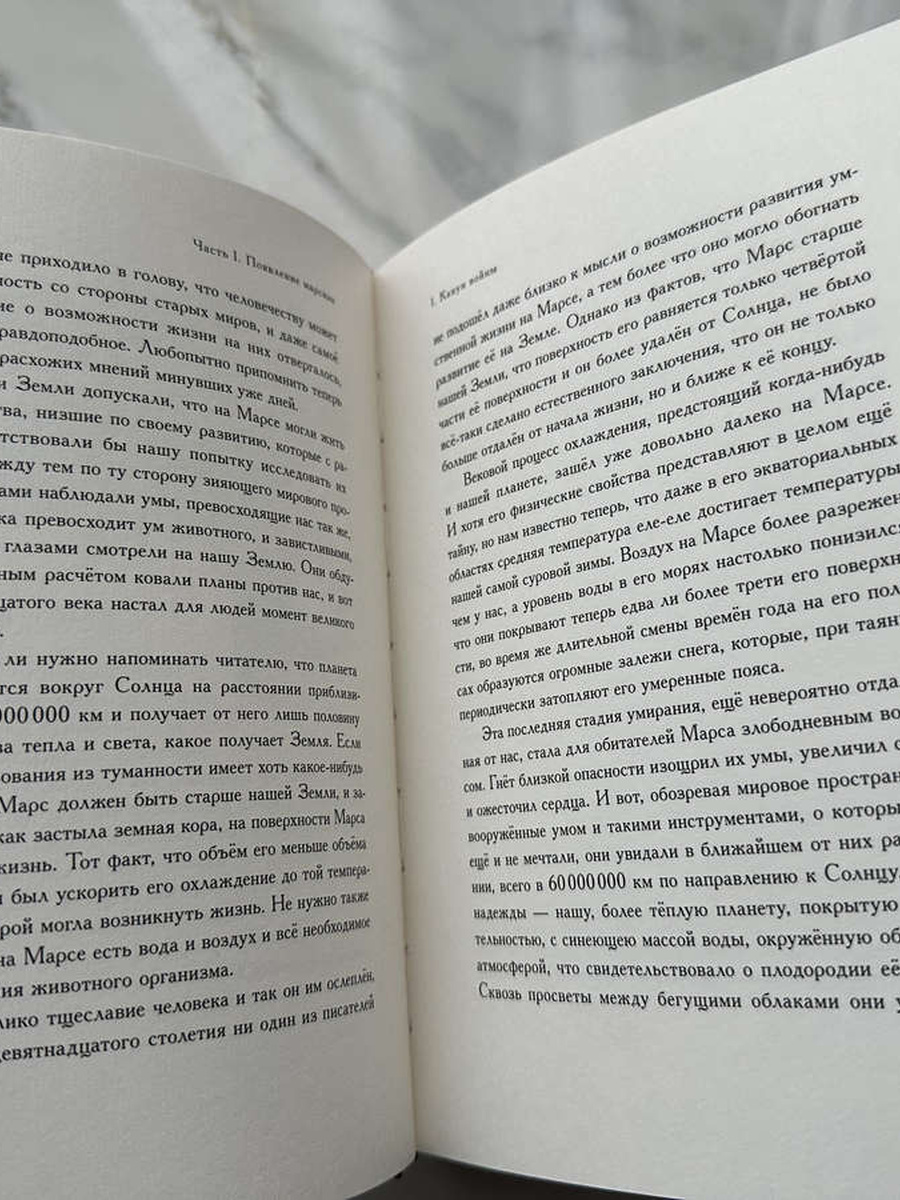 Часть I. Появление марсиан
не приходило в голову, что человечеству может
ность со стороны старых миров, и даже самое
ие о возможности жизни на них отвергалось,
равдоподобное. Любопытно припомнить теперь
расхожих мнений минувших уже дней.
и Земли допускали, что на Марсе могли жить
тва, низшие по своему развитию, которые с ра-
етствовали бы нашу попытку исследовать их
жду тем по ту сторону зияющего мирового про-
ами наблюдали умы, превосходящие нас так же,
ка превосходит ум животного, и завистливыми,
глазами смотрели на нашу Землю. Они обду-
ным расчётом ковали планы против нас, и вот
цатого века настал для людей момент великого
.
ли нужно напоминать читателю, что планета
тся вокруг Солнца на расстоянии приблизи-
000 000 км и получает от него лишь половину
ва тепла и света, какое получает Земля. Если
ования из туманности имеет хоть какое-нибудь
Марс должен быть старше нашей Земли, и за-
как застыла земная кора, на поверхности Марса
жизнь. Тот факт, что объём его меньше объёма
н был ускорить его охлаждение до той темпера-
рой могла возникнуть жизнь. Не нужно также
на Марсе есть вода и воздух и всё необходимое
ния животного организма.
лико тщеславие человека и так он им ослеплён,
девятнадцатого столетия ни один из писателей
1. Канун войны
не подошёл даже близко к мысли о возможности развития ум-
ственной жизни на Марсе, а тем более что оно могло обогнать
развитие её на Земле. Однако из фактов, что Марс старше
нашей Земли, что поверхность его равняется только четвёртой
части её поверхности и он более удалён от Солнца, не было
всё-таки сделано естественного заключения, что он не только
больше отдалён от начала жизни, но и ближе к её концу.
Вековой процесс охлаждения, предстоящий когда-нибудь
и нашей планете, зашёл уже довольно далеко на Марсе.
И хотя его физические свойства представляют в целом ещё
тайну, но нам известно теперь, что даже в его экваториальных
областях средняя температура еле-еле достигает температуры
нашей самой суровой зимы. Воздух на Марсе более разрежен
чем у нас, а уровень воды в его морях настолько понизился
что они покрывают теперь едва ли более трети его поверхн
сти, во время же длительной смены времён года на его пол
сах образуются огромные залежи снега, которые, при таян
периодически затопляют его умеренные пояса.
Эта последняя стадия умирания, ещё невероятно отда
ная от нас, стала для обитателей Марса злободневным во
сом. Гнёт близкой опасности изощрил их умы, увеличил с
и ожесточил сердца. И вот, обозревая мировое простран
вооружённые умом и такими инструментами, о которы
ещё и не мечтали, они увидали в ближайшем от них ра
нии, всего в 60 000 000 км по направлению к Солнцу,
надежды — нашу, более тёплую планету, покрытую
тельностью, с синеющею массой воды, окружённую об
атмосферой, что свидетельствовало о плодородии её
Сквозь просветы между бегущими облаками они у